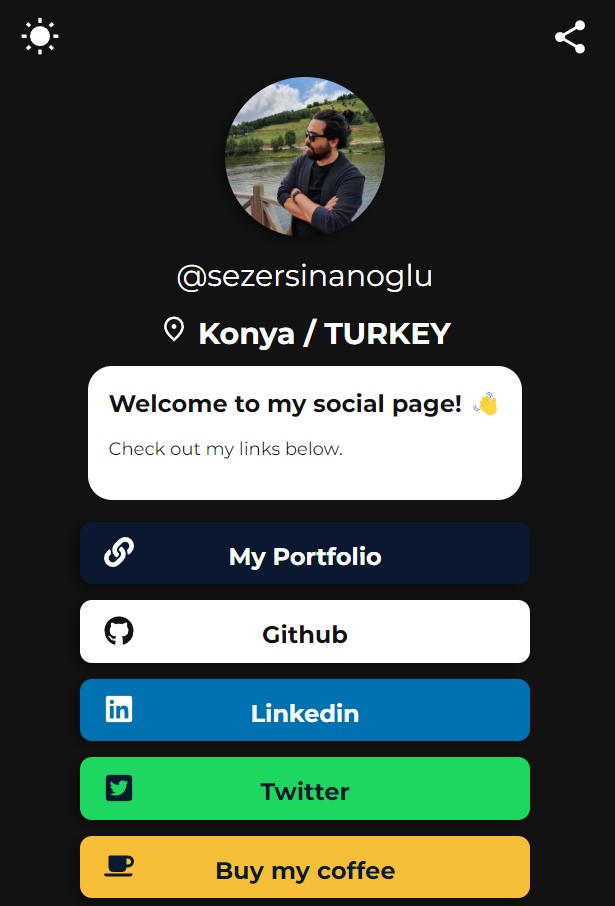 @sezersinanoglu
Konya / TURKEY
Welcome to my social page! 👋
Check out my links below.
My Portfolio
Github
Linkedin
Twitter
Buy my coffee